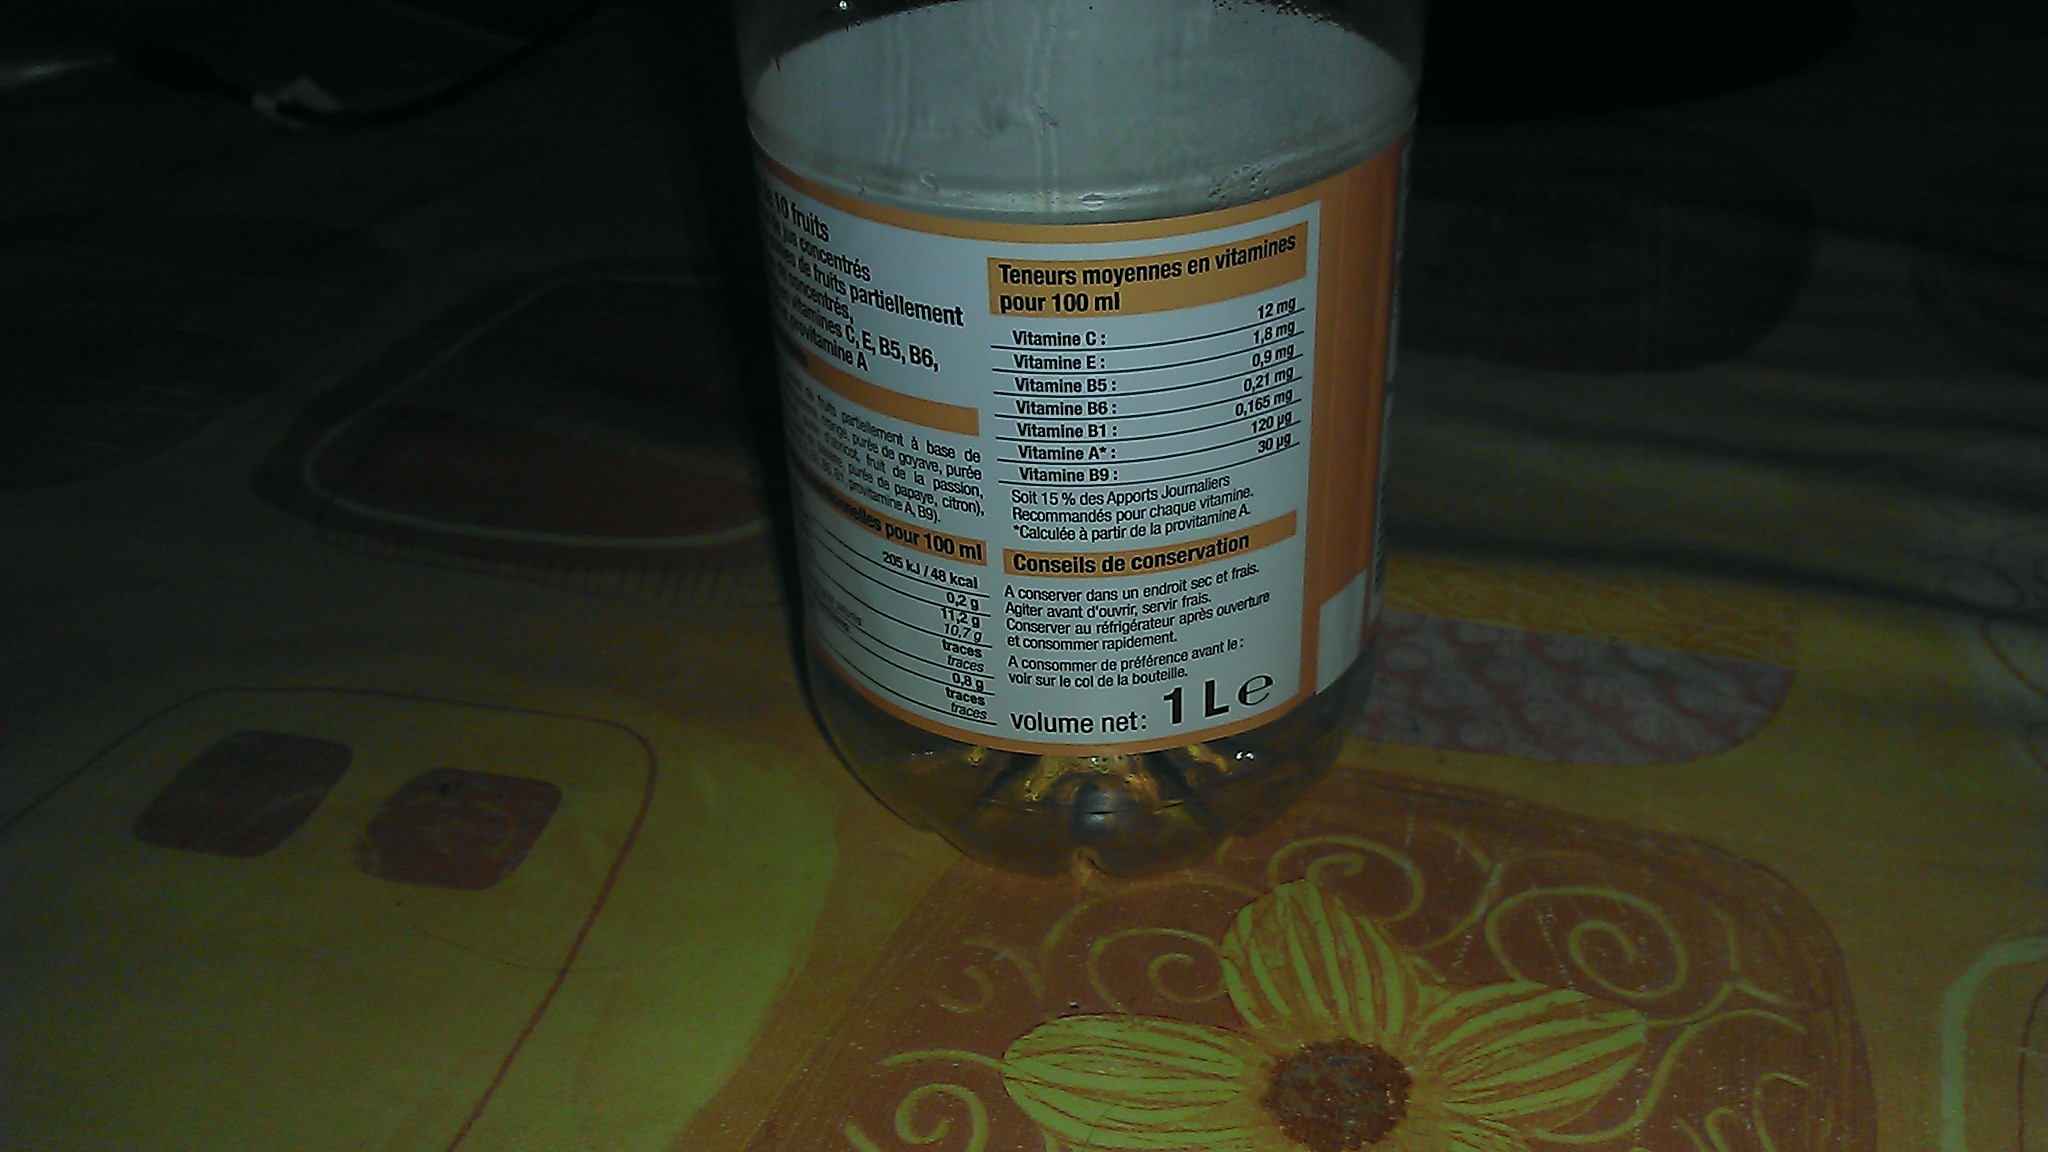 10 fruits
jus concentrés
de fruits partiellement
concentrés,
vitamines C, E, B5, B6,
provitamine A
fruits partiellement à base de
orange, purée de goyave, purée
d'abricot, fruit de la passion,
purée de papaye, citron),
B1, provitamine A, B9).
pour 100 ml
205 kJ / 48 kcal
0,2 g
11,2 g
10,7 g
traces
traces
0,8 g
traces
traces
Teneurs moyennes en vitamines
pour 100 ml
Vitamine C : 12 mg
Vitamine E : 1,8 mg
Vitamine B5 : 0,9 mg
Vitamine B6 : 0,21 mg
Vitamine B1 : 0,165 mg
Vitamine A* : 120 µg
Vitamine B9 : 30 µg
Soit 15 % des Apports Journaliers
Recommandés pour chaque vitamine.
*Calculée à partir de la provitamine A.
Conseils de conservation
A conserver dans un endroit sec et frais.
Agiter avant d'ouvrir, servir frais.
Conserver au réfrigérateur après ouverture
et consommer rapidement.
A consommer de préférence avant le :
voir sur le col de la bouteille.
volume net: 1 L e